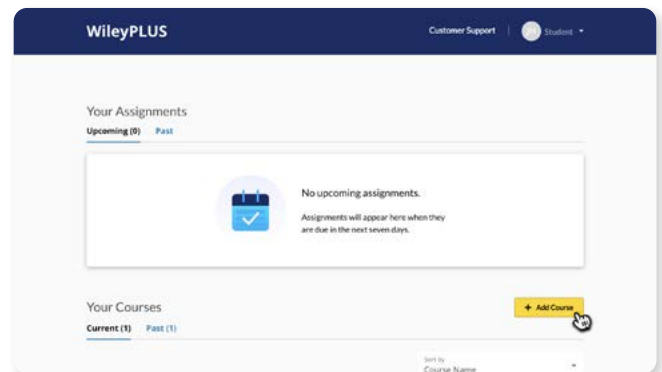 WileyPLUS
Customer Support
Student
Your Assignments
Upcoming (0) Past
No upcoming assignments.
Assignments will appear here when they
are due in the next seven days.
Your Courses
+ Add Course
Current (1) Past (1)
Sort by
Course Name